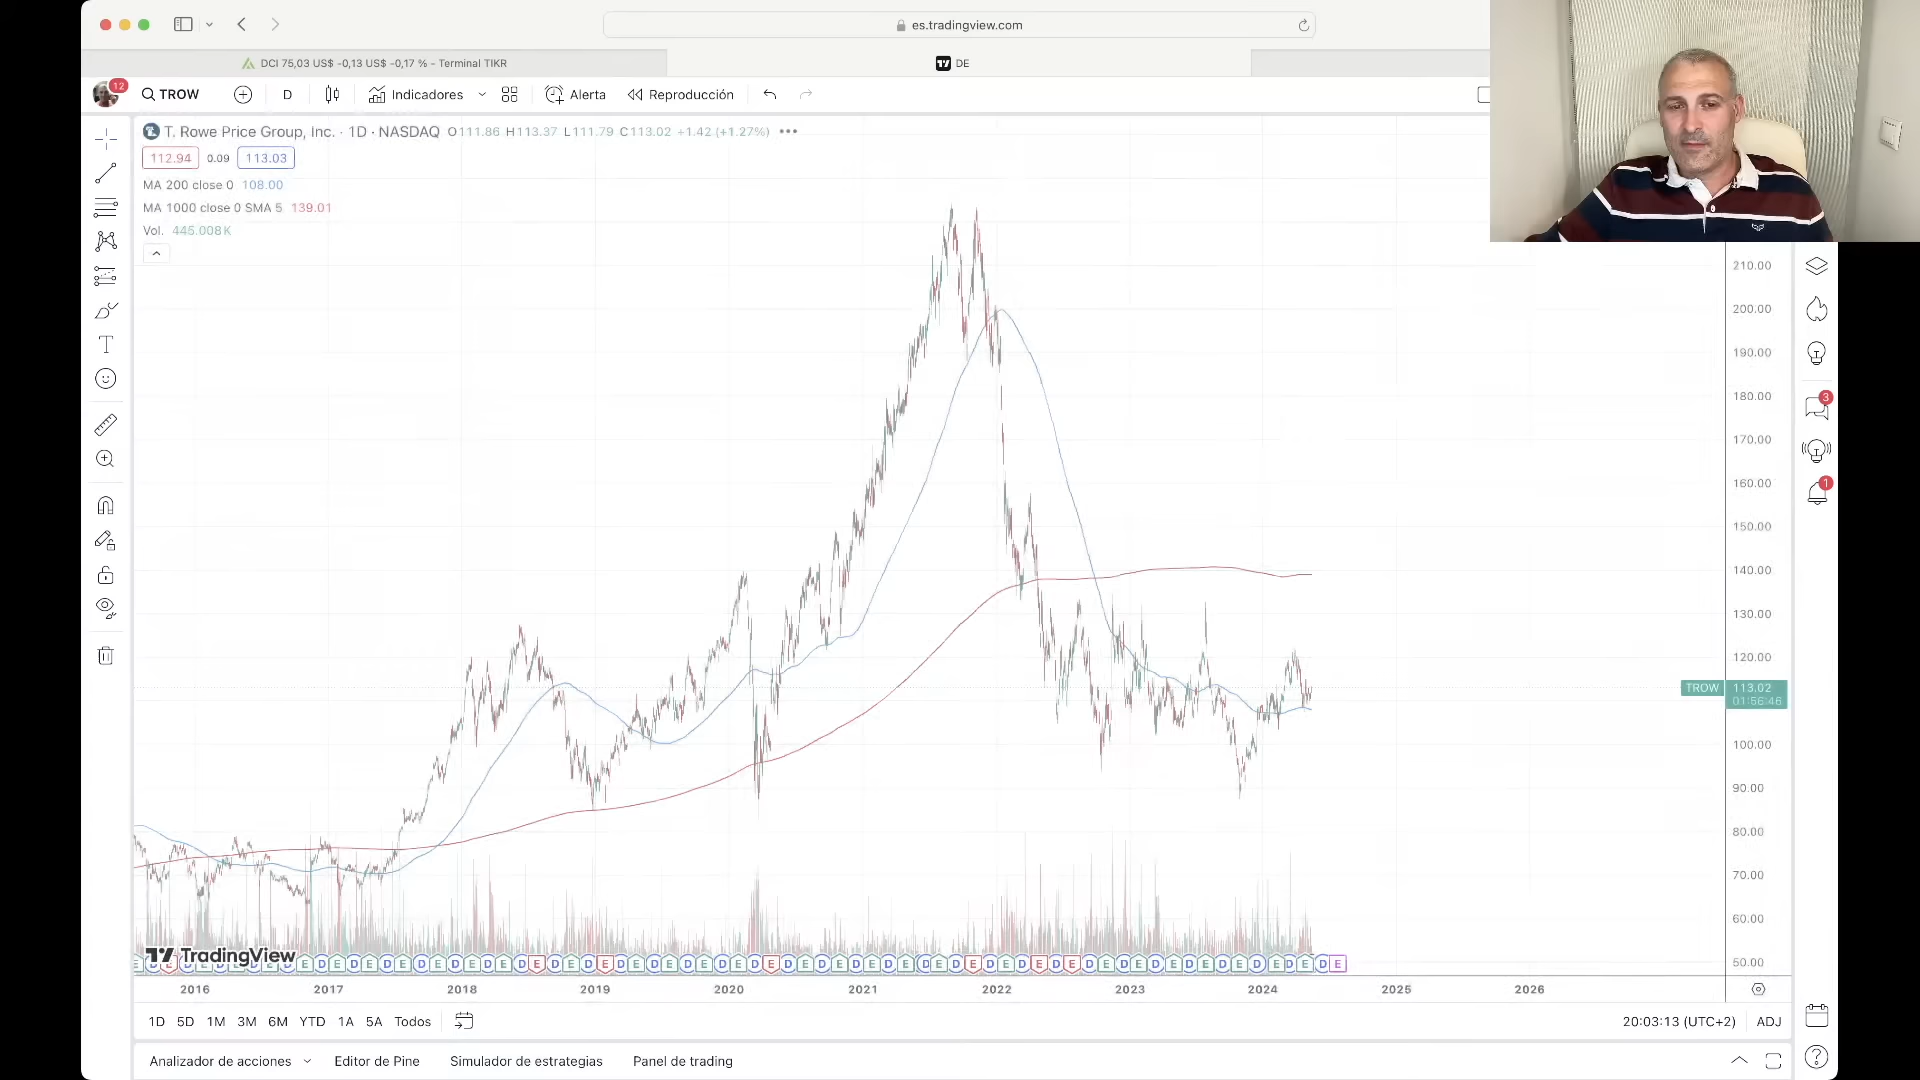 es.tradingview.com
DCI 75,03 US$ -0,13 US$ -0,17 % – Terminal TIKR
DE
12
TROW
D
Indicadores
Alerta
Reproducción
T. Rowe Price Group, Inc. · 1D · NASDAQ O111.86 H113.37 L111.79 C113.02 +1.42 (+1.27%)
112.94 0.09 113.03
MA 200 close 0 108.00
MA 1000 close 0 SMA 5 139.01
Vol. 445.008K
210.00
200.00
190.00
180.00
170.00
160.00
150.00
140.00
130.00
120.00
TROW 113.02
01:56:46
100.00
90.00
80.00
70.00
60.00
50.00
3
1
TradingView
2016 2017 2018 2019 2020 2021 2022 2023 2024 2025 2026
1D 5D 1M 3M 6M YTD 1A 5A Todos
20:03:13 (UTC+2) ADJ
Analizador de acciones Editor de Pine Simulador de estrategias Panel de trading